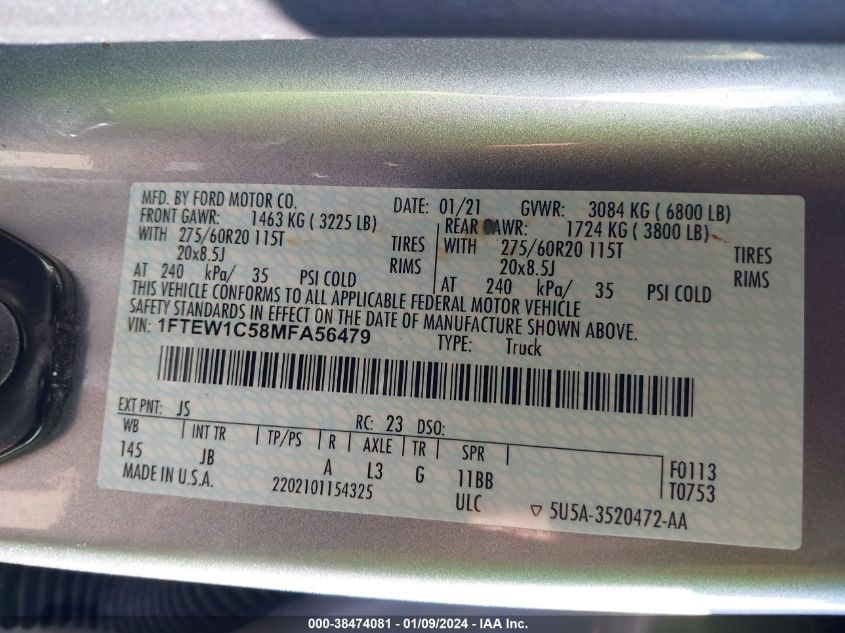 MFD. BY FORD MOTOR CO. DATE: 01/21 GVWR: 3084 KG ( 6800 LB)
FRONT GAWR: 1463 KG ( 3225 LB) REAR GAWR: 1724 KG ( 3800 LB)
WITH 275/60R20 115T TIRES WITH 275/60R20 115T TIRES
20x8.5J RIMS 20x8.5J RIMS
AT 240 kPa/ 35 PSI COLD AT 240 kPa/ 35 PSI COLD
THIS VEHICLE CONFORMS TO ALL APPLICABLE FEDERAL MOTOR VEHICLE
SAFETY STANDARDS IN EFFECT ON THE DATE OF MANUFACTURE SHOWN ABOVE.
VIN: 1FTEW1C58MFA56479 TYPE: Truck
EXT PNT: JS RC: 23 DSO:
WB INT TR TP/PS R AXLE TR SPR
145 JB A L3 G 11BB F0113
MADE IN U.S.A. 2202101154325 ULC T0753
▽ 5U5A-3520472-AA
000-38474081 - 01/09/2024 - IAA Inc.